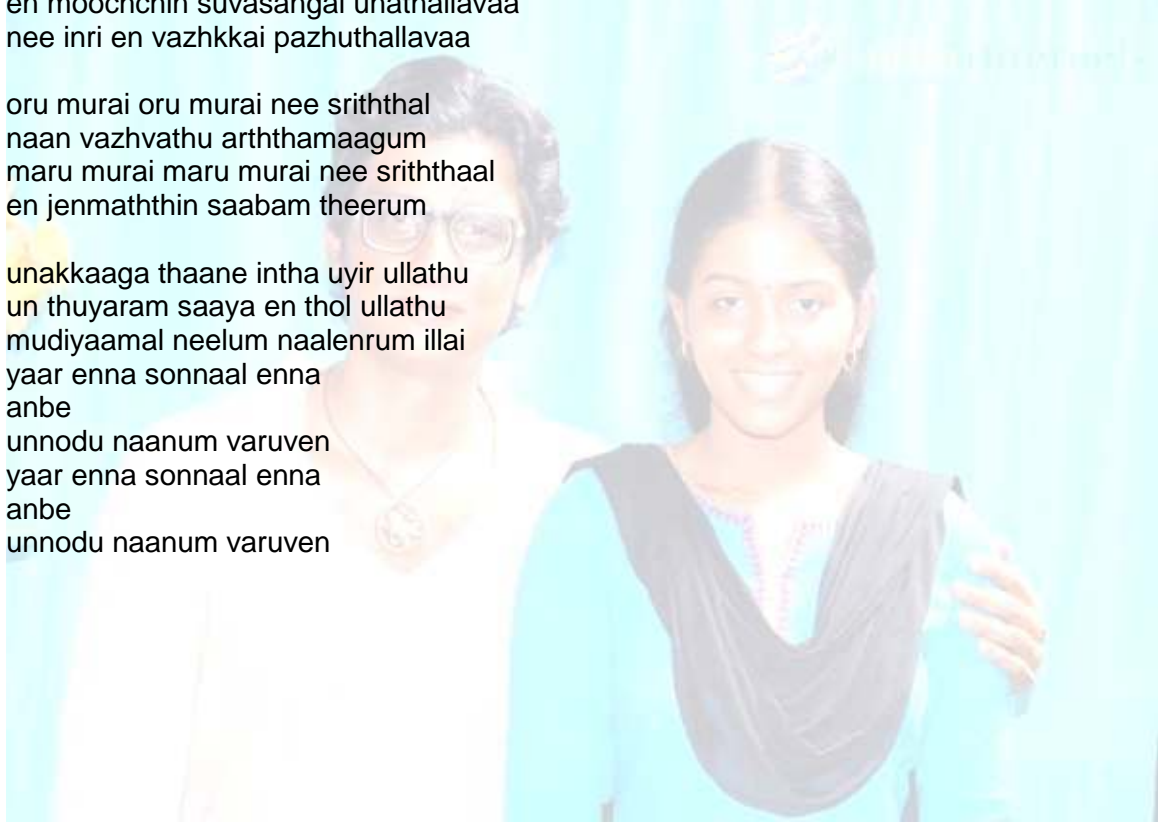 en moochchin suvasangal unathallavaa
nee inri en vazhkkai pazhuthallavaa
oru murai oru murai nee sriththal
naan vazhvathu arththamaagum
maru murai maru murai nee sriththaal
en jenmaththin saabam theerum
unakkaaga thaane intha uyir ullathu
un thuyaram saaya en thol ullathu
mudiyaamal neelum naalenrum illai
yaar enna sonnaal enna
anbe
unnodu naanum varuven
yaar enna sonnaal enna
anbe
unnodu naanum varuven